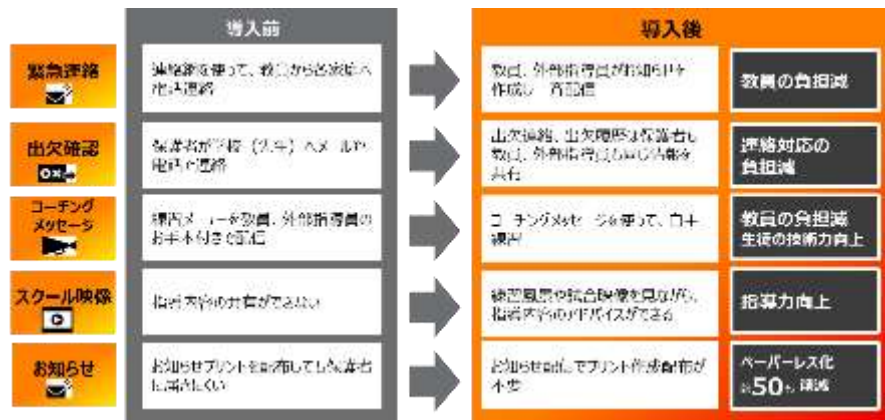 導入前
導入後
緊急連絡
連絡網を使って、教員から各家庭へ
電話連絡
教員、外部指導員がお知らせを
作成し一斉配信
教員の負担減
出欠確認
保護者が学校(先生)へメールや
電話で連絡
出欠連絡、出欠履歴は保護者も
教員、外部指導員も同じ情報を
共有
連絡対応の
負担減
コーチング
メッセージ
練習メニューを教員、外部指導員の
お手本付きで配信
コーチングメッセージを使って、自主
練習
教員の負担減
生徒の技術力向上
スクール映像
指導内容の共有ができない
練習風景や試合映像を見ながら、
指導内容のアドバイスができる
指導力向上
お知らせ
お知らせプリントを配布しても保護者
に届きにくい
お知らせ配信でプリント作成配布が
不要
ペーパーレス化
50% 削減